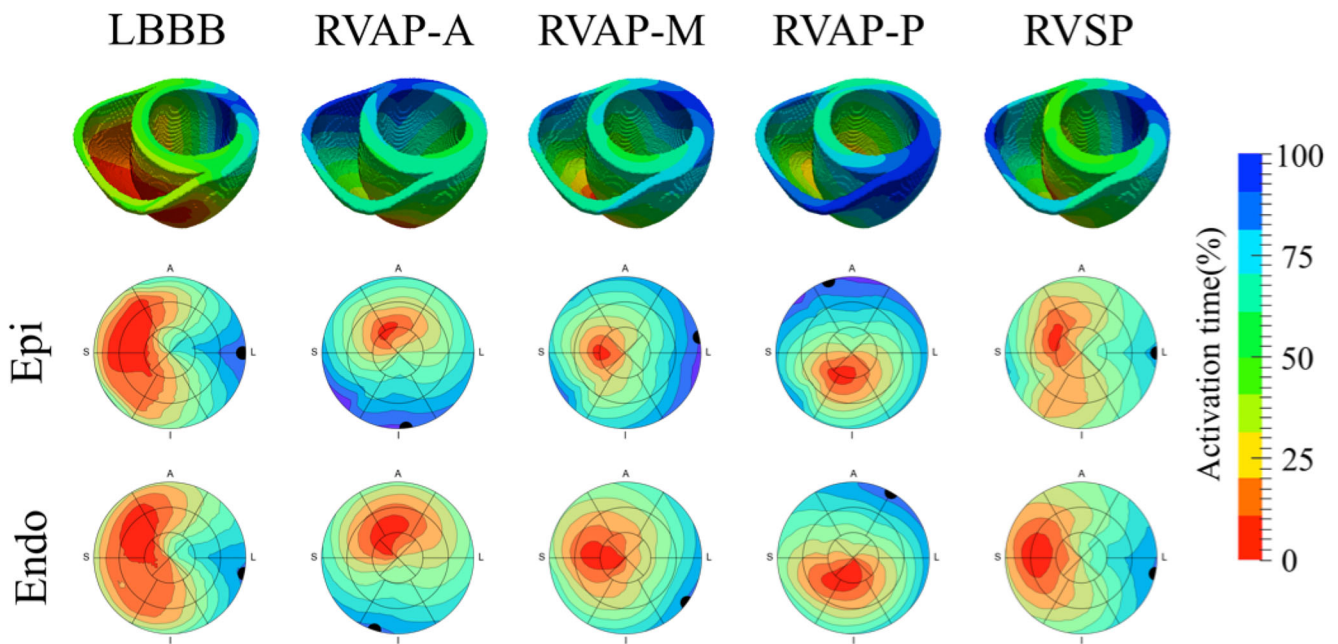 LBBB RVAP-A RVAP-M RVAP-P RVSP
Epi
A A A A A
S L S L S L S L S L
I I I I I
Endo
A A A A A
S L S L S L S L S L
I I I I I
Activation time(%)
100
75
50
25
0